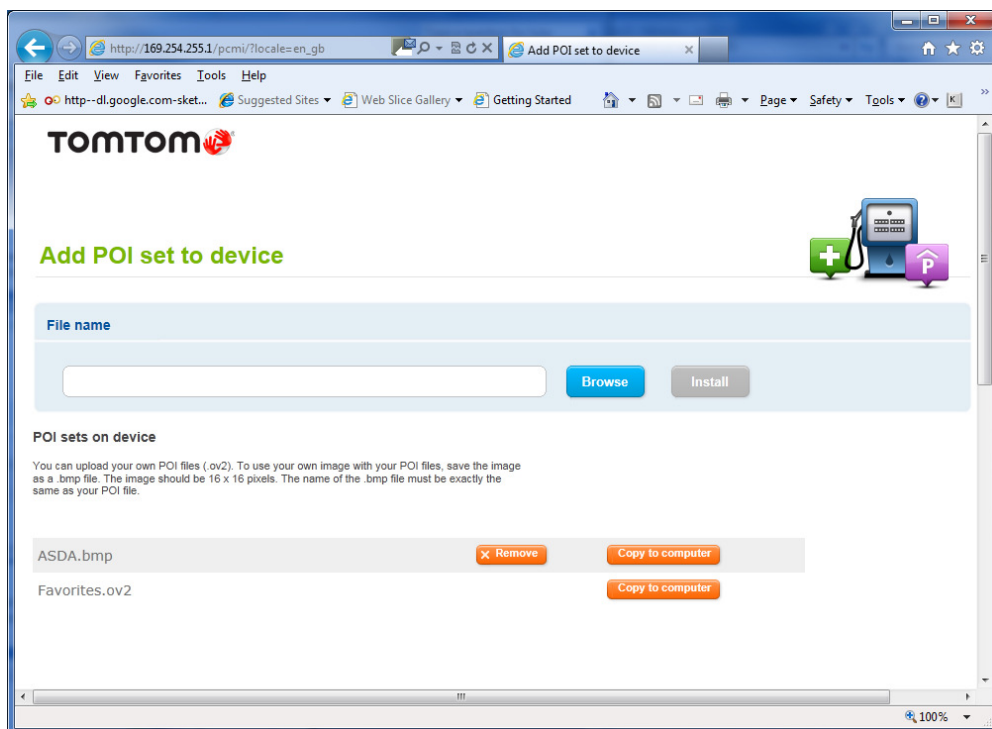 http://169.254.255.1/pcmi/?locale=en_gb
Add POI set to device
File Edit View Favorites Tools Help
http--dl.google.com-sket... Suggested Sites Web Slice Gallery Getting Started Page Safety Tools
TOMTOM
Add POI set to device
P
File name
Browse Install
POI sets on device
You can upload your own POI files (.ov2). To use your own image with your POI files, save the image
as a .bmp file. The image should be 16 x 16 pixels. The name of the .bmp file must be exactly the
same as your POI file.
ASDA.bmp Remove Copy to computer
Favorites.ov2 Copy to computer
100%